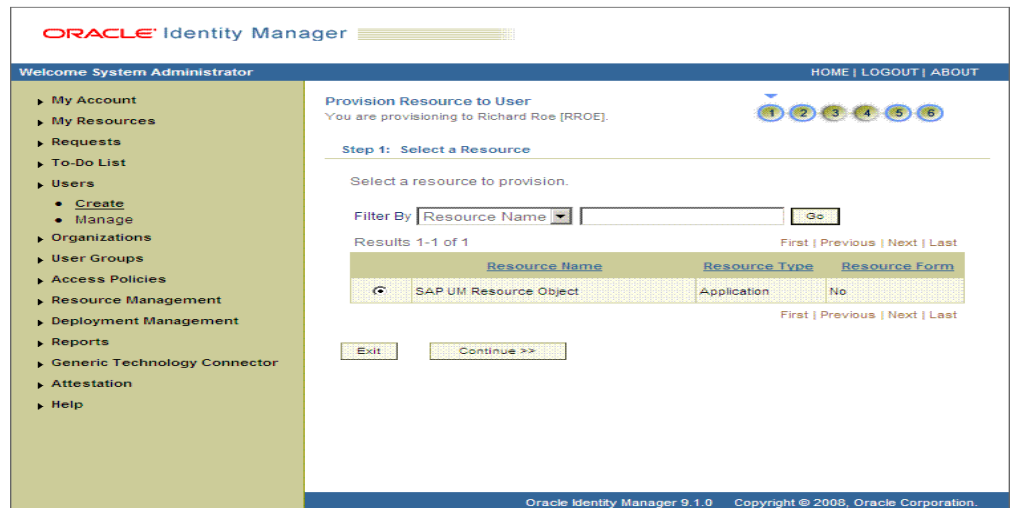 ORACLE Identity Manager
Welcome System Administrator
HOME | LOGOUT | ABOUT
My Account
My Resources
Requests
To-Do List
Users
Create
Manage
Organizations
User Groups
Access Policies
Resource Management
Deployment Management
Reports
Generic Technology Connector
Attestation
Help
Provision Resource to User
You are provisioning to Richard Roe [RROE].
1 2 3 4 5 6
Step 1: Select a Resource
Select a resource to provision.
Filter By Resource Name Go
Results 1-1 of 1 First | Previous | Next | Last
Resource Name Resource Type Resource Form
SAP UM Resource Object Application No
First | Previous | Next | Last
Exit Continue >>
Oracle Identity Manager 9.1.0 Copyright © 2008, Oracle Corporation.